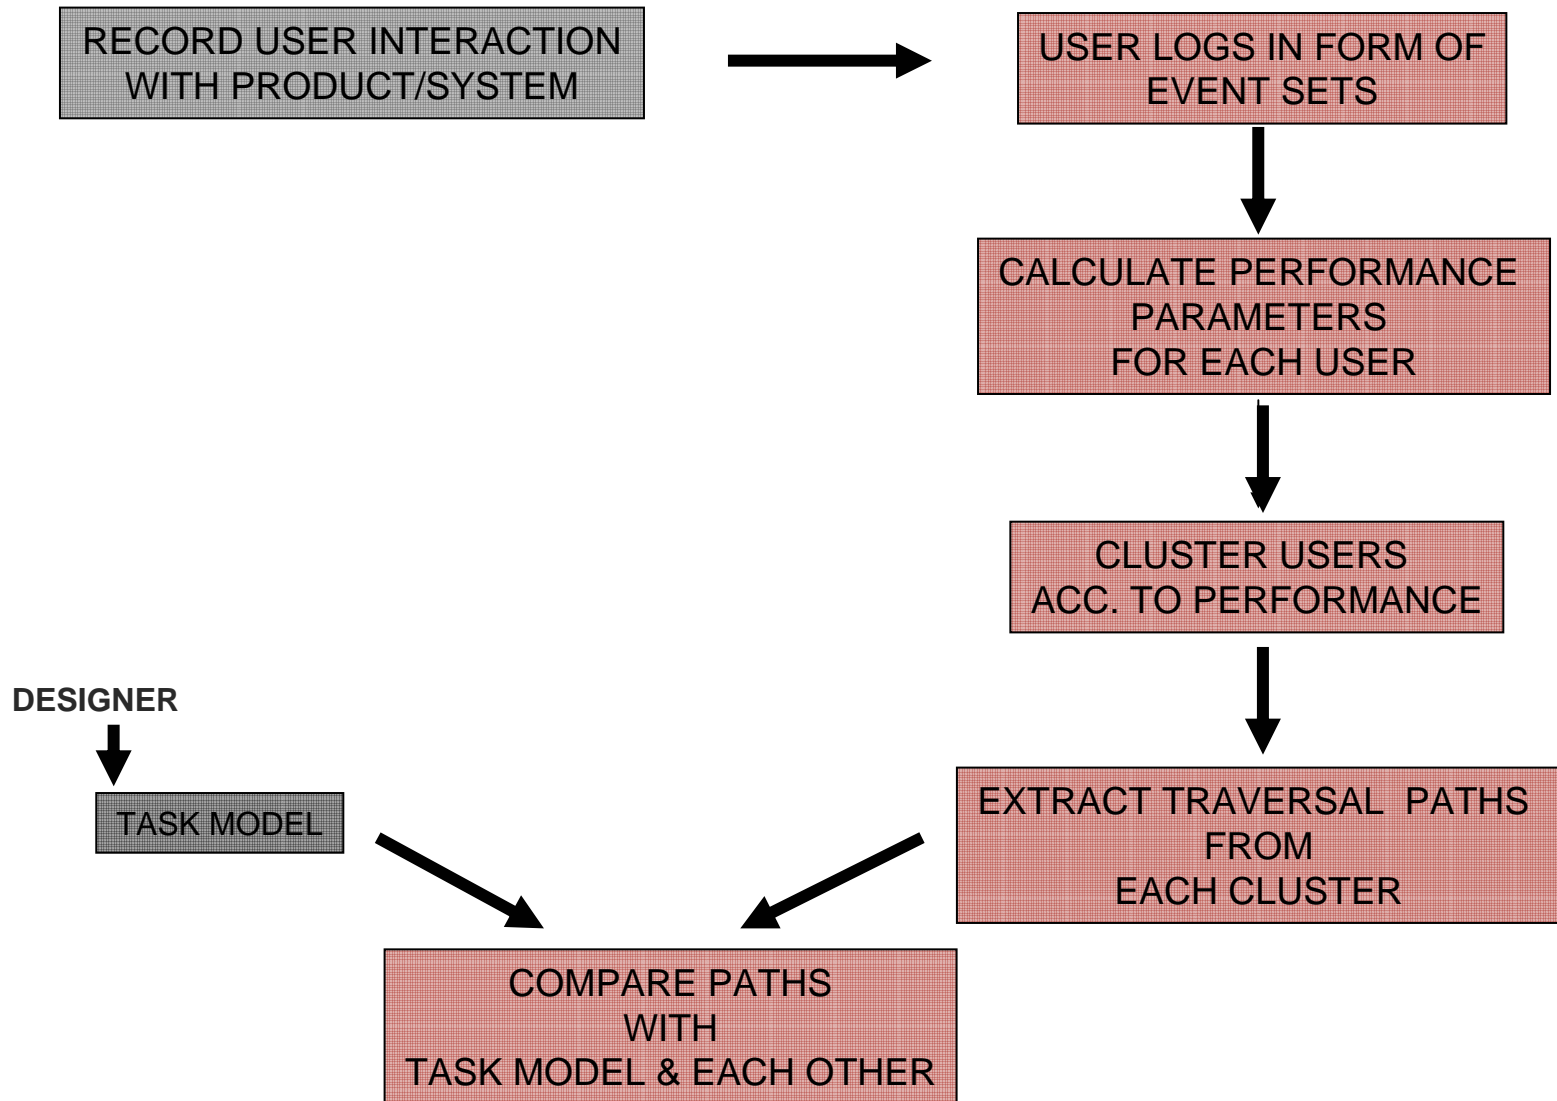 RECORD USER INTERACTION
WITH PRODUCT/SYSTEM
USER LOGS IN FORM OF
EVENT SETS
CALCULATE PERFORMANCE
PARAMETERS
FOR EACH USER
CLUSTER USERS
ACC. TO PERFORMANCE
DESIGNER
TASK MODEL
EXTRACT TRAVERSAL PATHS
FROM
EACH CLUSTER
COMPARE PATHS
WITH
TASK MODEL & EACH OTHER